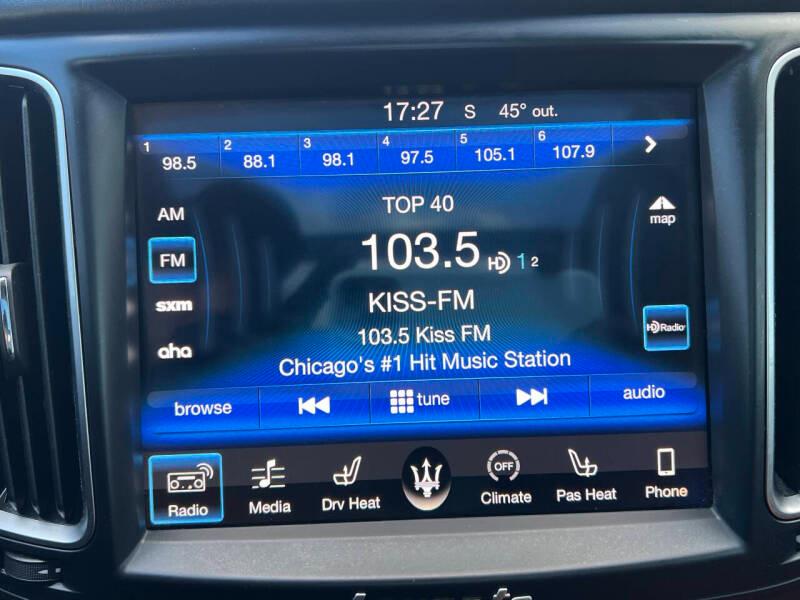 17:27 S 45° out.
1 98.5 2 88.1 3 98.1 4 97.5 5 105.1 6 107.9
TOP 40
AM
map
103.5 HD 1 2
FM
KISS-FM
sxm
HD Radio
103.5 Kiss FM
aha
Chicago's #1 Hit Music Station
browse tune audio
OFF
Radio Media Drv Heat Climate Pas Heat Phone